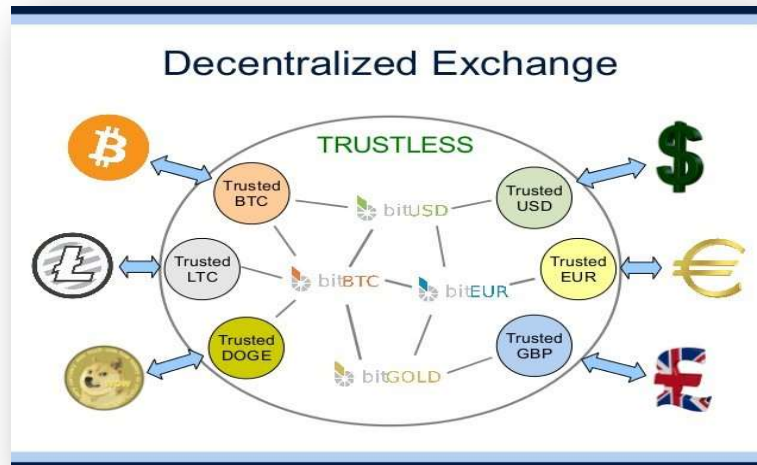 Decentralized Exchange
TRUSTLESS
Trusted
BTC
bitUSD
Trusted
USD
Trusted
LTC
bitBTC
bitEUR
Trusted
EUR
Trusted
DOGE
bitGOLD
Trusted
GBP